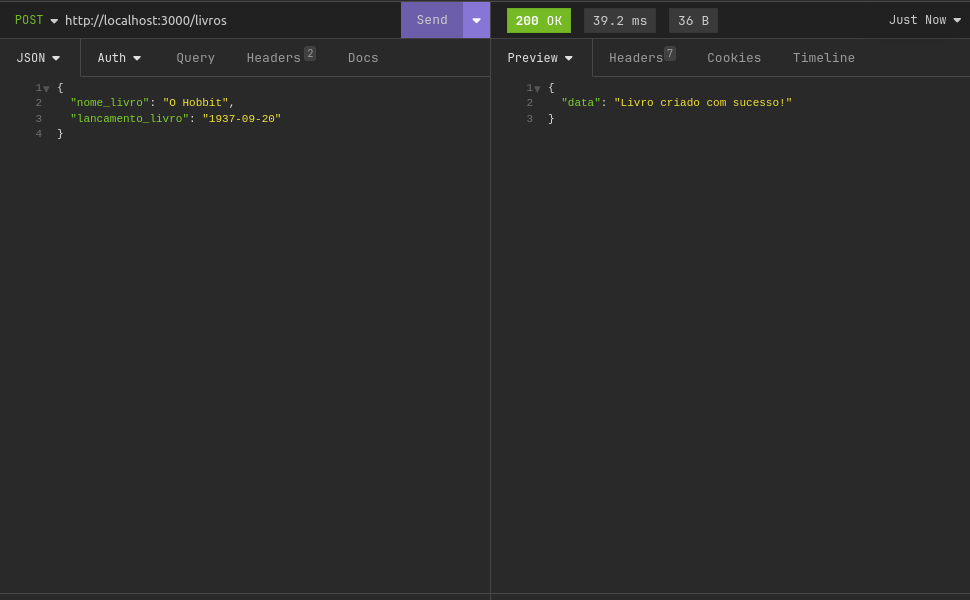 POST http://localhost:3000/livros Send
200 OK 39.2 ms 36 B Just Now
JSON Auth Query Headers 2 Docs
Preview Headers 7 Cookies Timeline
1 {
2 "nome_livro": "O Hobbit",
3 "lancamento_livro": "1937-09-20"
4 }
1 {
2 "data": "Livro criado com sucesso!"
3 }